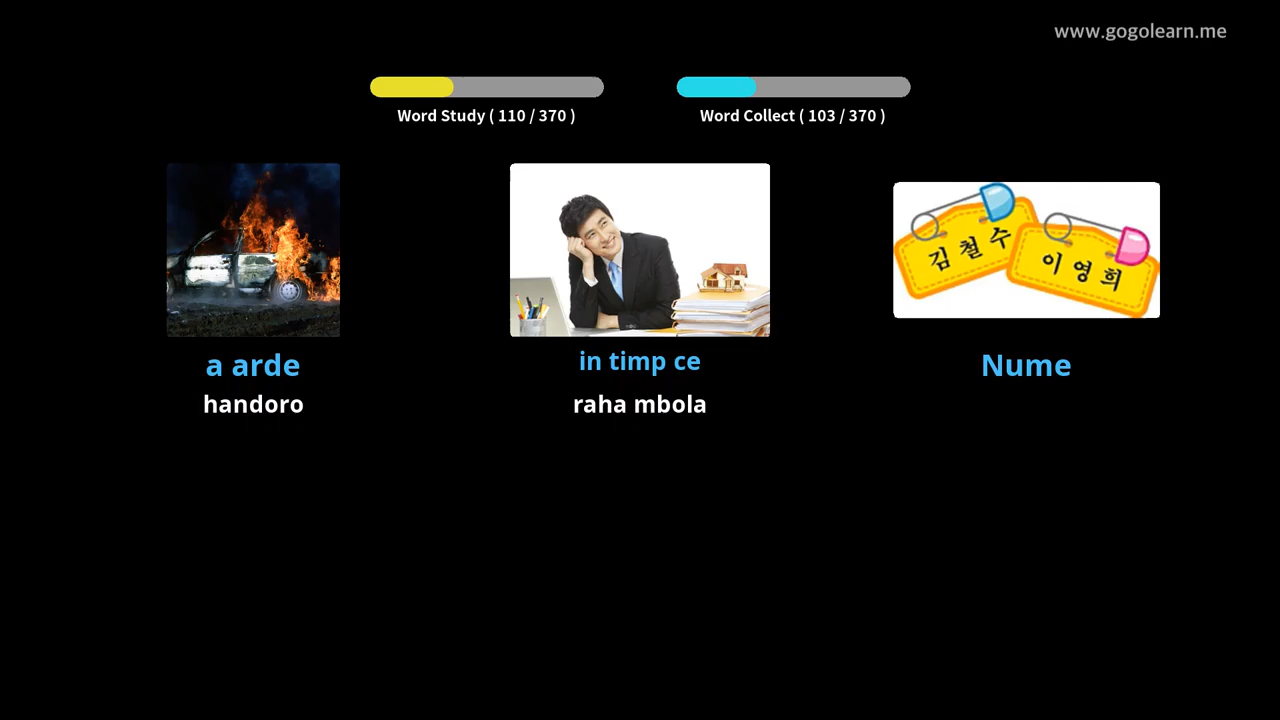 www.gogolearn.me
Word Study ( 110 / 370 )
Word Collect ( 103 / 370 )
김철수
이영희
a arde
in timp ce
Nume
handoro
raha mbola